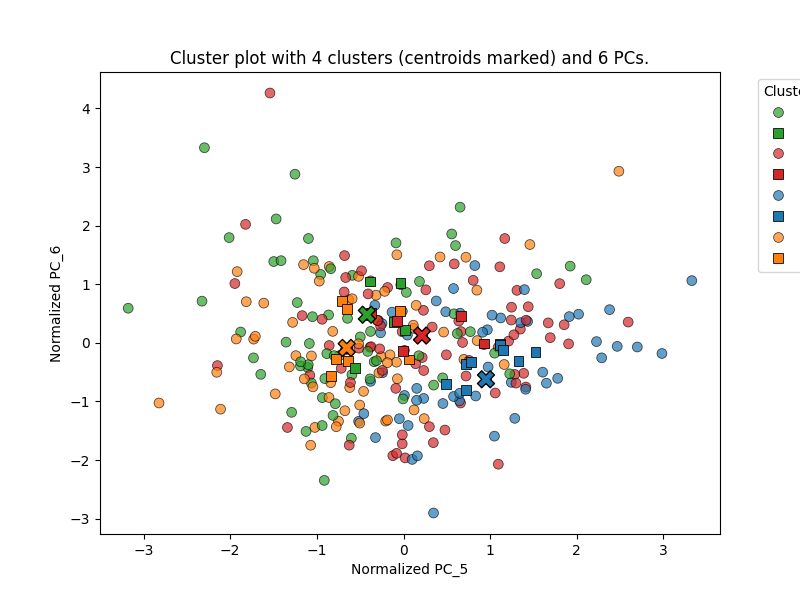 Cluster plot with 4 clusters (centroids marked) and 6 PCs.
Cluste
4
3
2
1
0
−1
−2
−3
Normalized PC_6
−3 −2 −1 0 1 2 3
Normalized PC_5